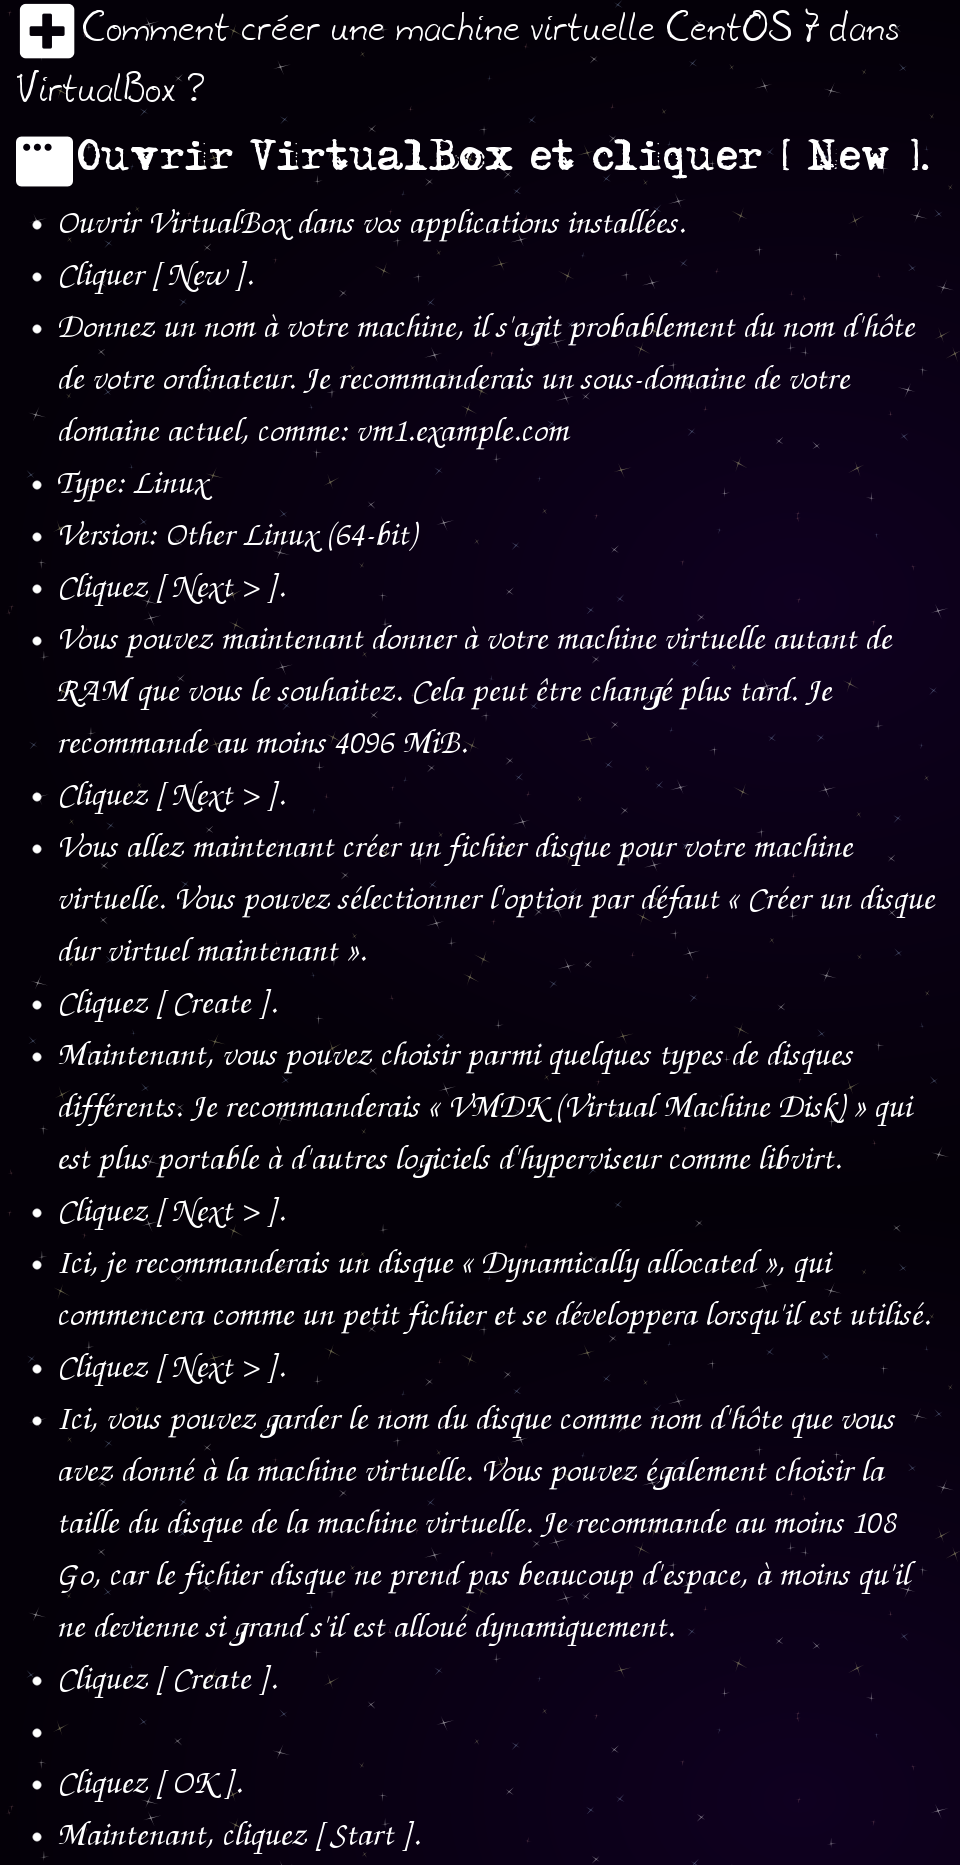 Comment créer une machine virtuelle CentOS 7 dans
VirtualBox ?
Ouvrir VirtualBox et cliquer [ New ].
• Ouvrir VirtualBox dans vos applications installées.
• Cliquer [ New ].
• Donnez un nom à votre machine, il s'agit probablement du nom d'hôte
de votre ordinateur. Je recommanderais un sous-domaine de votre
domaine actuel, comme: vm1.example.com
• Type: Linux
• Version: Other Linux (64-bit)
• Cliquez [ Next > ].
• Vous pouvez maintenant donner à votre machine virtuelle autant de
RAM que vous le souhaitez. Cela peut être changé plus tard. Je
recommande au moins 4096 MiB.
• Cliquez [ Next > ].
• Vous allez maintenant créer un fichier disque pour votre machine
virtuelle. Vous pouvez sélectionner l'option par défaut « Créer un disque
dur virtuel maintenant ».
• Cliquez [ Create ].
• Maintenant, vous pouvez choisir parmi quelques types de disques
différents. Je recommanderais « VMDK (Virtual Machine Disk) » qui
est plus portable à d'autres logiciels d'hyperviseur comme libvirt.
• Cliquez [ Next > ].
• Ici, je recommanderais un disque « Dynamically allocated », qui
commencera comme un petit fichier et se développera lorsqu'il est utilisé.
• Cliquez [ Next > ].
• Ici, vous pouvez garder le nom du disque comme nom d'hôte que vous
avez donné à la machine virtuelle. Vous pouvez également choisir la
taille du disque de la machine virtuelle. Je recommande au moins 108
Go, car le fichier disque ne prend pas beaucoup d'espace, à moins qu'il
ne devienne si grand s'il est alloué dynamiquement.
• Cliquez [ Create ].
•
• Cliquez [ OK ].
• Maintenant, cliquez [ Start ].